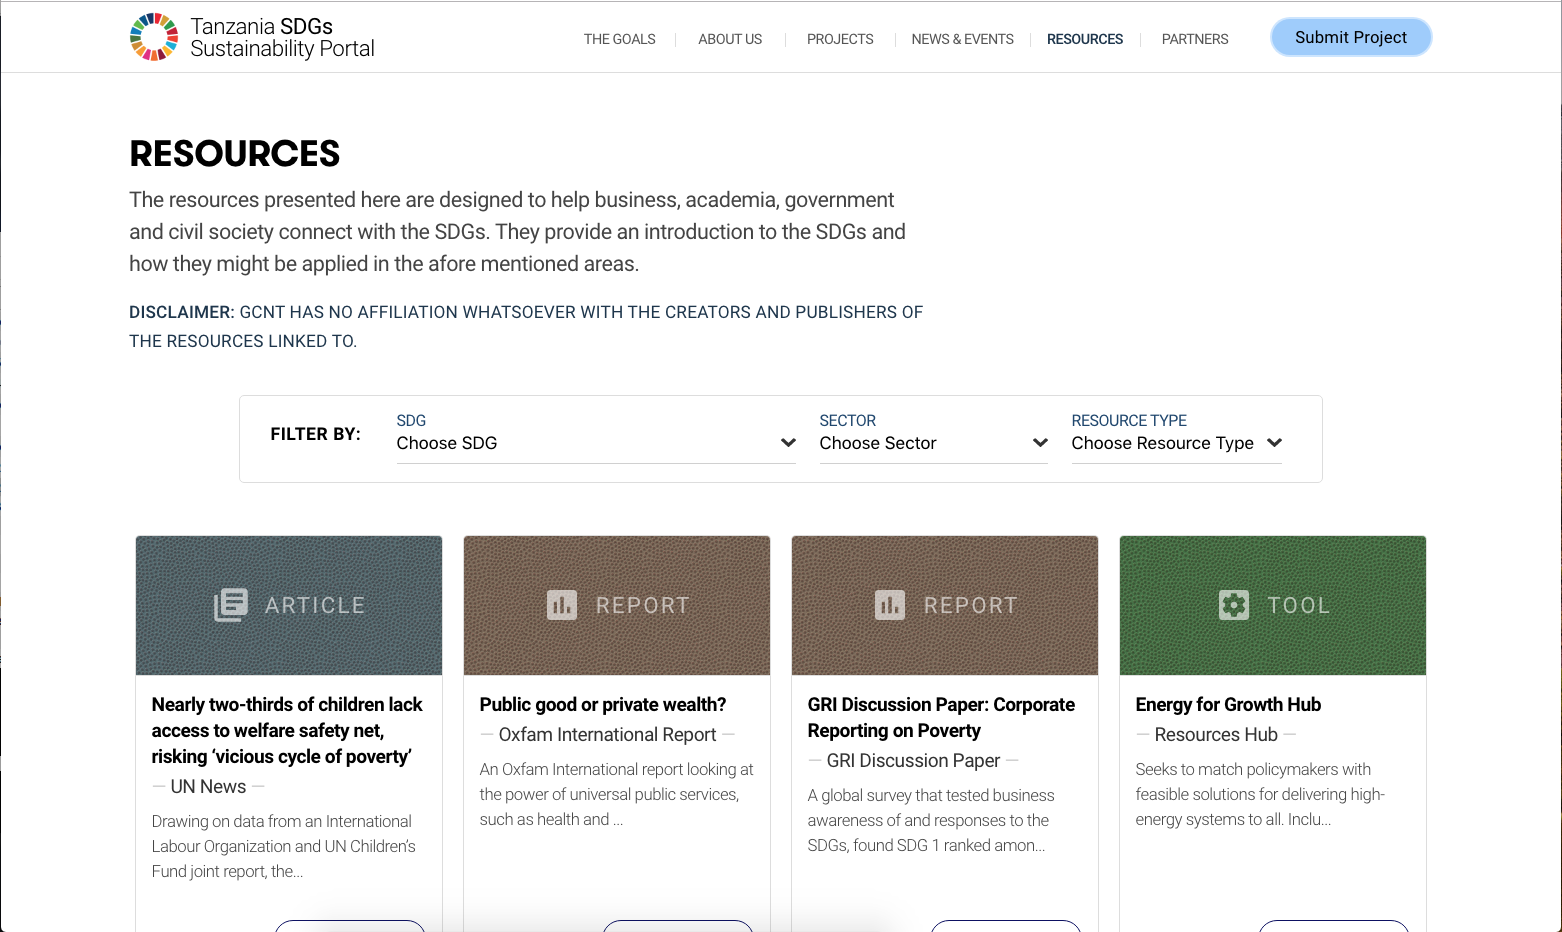 Tanzania SDGs
Sustainability Portal
THE GOALS
ABOUT US
PROJECTS
NEWS & EVENTS
RESOURCES
PARTNERS
Submit Project
RESOURCES
The resources presented here are designed to help business, academia, government
and civil society connect with the SDGs. They provide an introduction to the SDGs and
how they might be applied in the afore mentioned areas.
DISCLAIMER: GCNT HAS NO AFFILIATION WHATSOEVER WITH THE CREATORS AND PUBLISHERS OF
THE RESOURCES LINKED TO.
FILTER BY:
SDG
Choose SDG
SECTOR
Choose Sector
RESOURCE TYPE
Choose Resource Type
ARTICLE
Nearly two-thirds of children lack
access to welfare safety net,
risking ‘vicious cycle of poverty’
— UN News —
Drawing on data from an International
Labour Organization and UN Children’s
Fund joint report, the...
REPORT
Public good or private wealth?
— Oxfam International Report —
An Oxfam International report looking at
the power of universal public services,
such as health and ...
REPORT
GRI Discussion Paper: Corporate
Reporting on Poverty
— GRI Discussion Paper —
A global survey that tested business
awareness of and responses to the
SDGs, found SDG 1 ranked amon...
TOOL
Energy for Growth Hub
— Resources Hub —
Seeks to match policymakers with
feasible solutions for delivering high-
energy systems to all. Inclu...